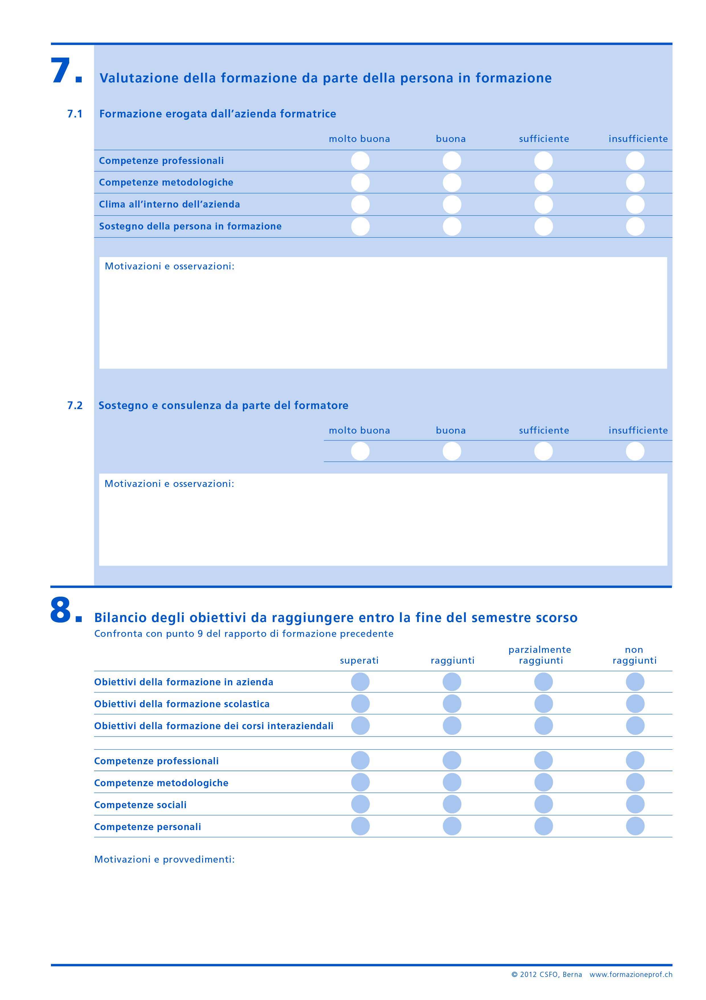 7. Valutazione della formazione da parte della persona in formazione
7.1 Formazione erogata dall’azienda formatrice
molto buona buona sufficiente insufficiente
Competenze professionali
Competenze metodologiche
Clima all’interno dell’azienda
Sostegno della persona in formazione
Motivazioni e osservazioni:
7.2 Sostegno e consulenza da parte del formatore
molto buona buona sufficiente insufficiente
Motivazioni e osservazioni:
8. Bilancio degli obiettivi da raggiungere entro la fine del semestre scorso
Confronta con punto 9 del rapporto di formazione precedente
parzialmente non
superati raggiunti raggiunti raggiunti
Obiettivi della formazione in azienda
Obiettivi della formazione scolastica
Obiettivi della formazione dei corsi interaziendali
Competenze professionali
Competenze metodologiche
Competenze sociali
Competenze personali
Motivazioni e provvedimenti:
© 2012 CSFO, Berna www.formazioneprof.ch